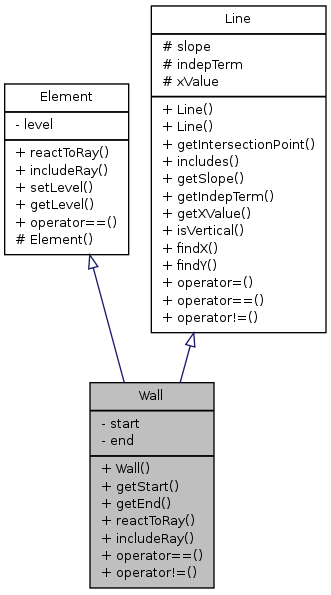 Line
# slope
# indepTerm
# xValue
+ Line()
+ Line()
+ getIntersectionPoint()
+ includes()
+ getSlope()
+ getIndepTerm()
+ getXValue()
+ isVertical()
+ findX()
+ findY()
+ operator=()
+ operator==()
+ operator!=()
Element
- level
+ reactToRay()
+ includeRay()
+ setLevel()
+ getLevel()
+ operator==()
# Element()
Wall
- start
- end
+ Wall()
+ getStart()
+ getEnd()
+ reactToRay()
+ includeRay()
+ operator==()
+ operator!=()